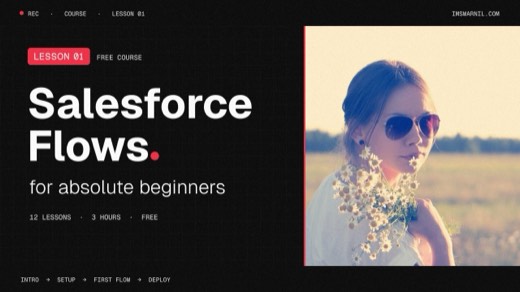 REC · COURSE · LESSON 01
IMSWARNIL.COM
LESSON 01 FREE COURSE
Salesforce
Flows.
for absolute beginners
12 LESSONS · 3 HOURS · FREE
INTRO → SETUP → FIRST FLOW → DEPLOY